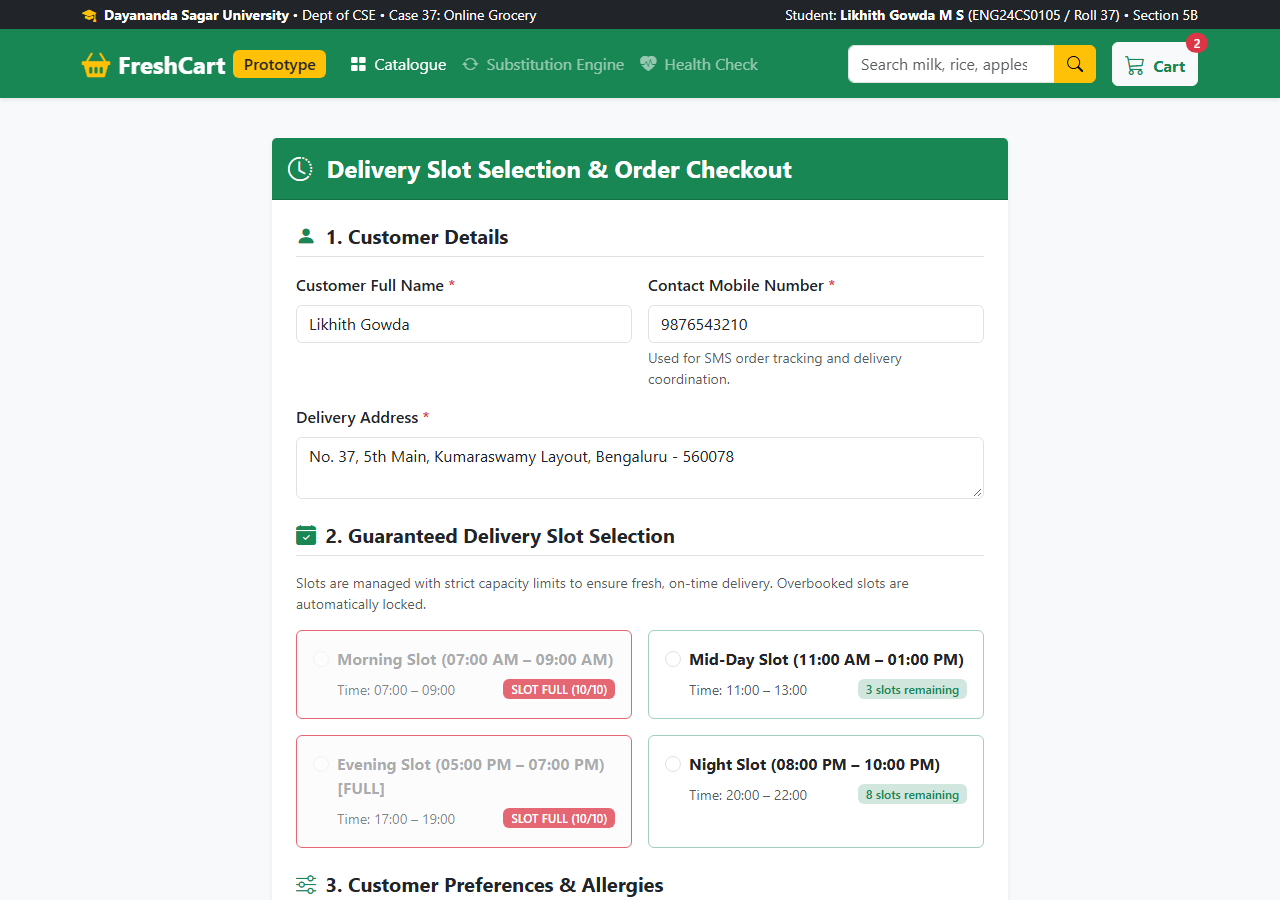 Dayananda Sagar University • Dept of CSE • Case 37: Online Grocery
Student: Likhith Gowda M S (ENG24CS0105 / Roll 37) • Section 5B
FreshCart Prototype Catalogue Substitution Engine Health Check Search milk, rice, apples Cart 2
Delivery Slot Selection & Order Checkout
1. Customer Details
Customer Full Name *
Likhith Gowda
Contact Mobile Number *
9876543210
Used for SMS order tracking and delivery
coordination.
Delivery Address *
No. 37, 5th Main, Kumaraswamy Layout, Bengaluru - 560078
2. Guaranteed Delivery Slot Selection
Slots are managed with strict capacity limits to ensure fresh, on-time delivery. Overbooked slots are
automatically locked.
Morning Slot (07:00 AM – 09:00 AM)
Time: 07:00 – 09:00 SLOT FULL (10/10)
Mid-Day Slot (11:00 AM – 01:00 PM)
Time: 11:00 – 13:00 3 slots remaining
Evening Slot (05:00 PM – 07:00 PM)
[FULL]
Time: 17:00 – 19:00 SLOT FULL (10/10)
Night Slot (08:00 PM – 10:00 PM)
Time: 20:00 – 22:00 8 slots remaining
3. Customer Preferences & Allergies